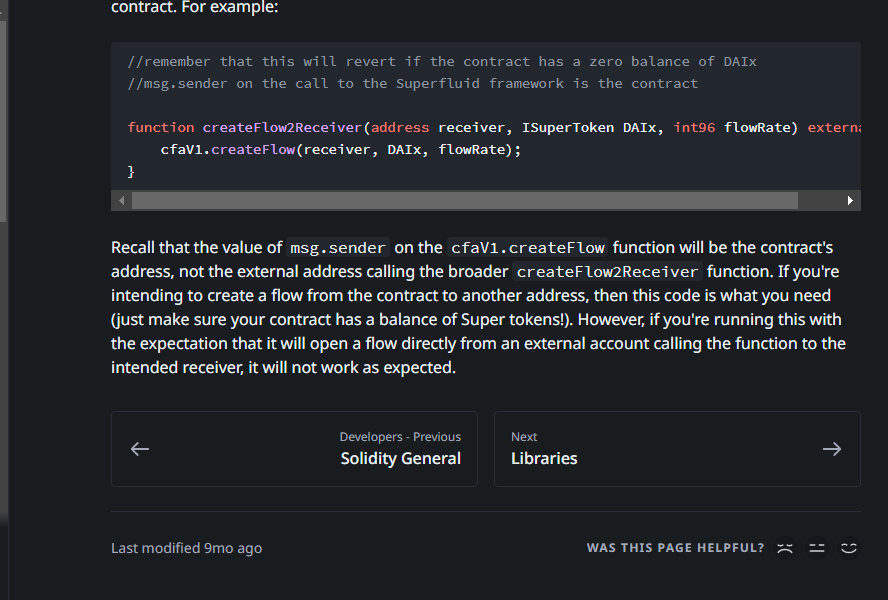 contract. For example:
//remember that this will revert if the contract has a zero balance of DAIx
//msg.sender on the call to the Superfluid framework is the contract
function createFlow2Receiver(address receiver, ISuperToken DAIx, int96 flowRate) externa
cfaV1.createFlow(receiver, DAIx, flowRate);
}
Recall that the value of msg.sender on the cfaV1.createFlow function will be the contract's
address, not the external address calling the broader createFlow2Receiver function. If you're
intending to create a flow from the contract to another address, then this code is what you need
(just make sure your contract has a balance of Super tokens!). However, if you're running this with
the expectation that it will open a flow directly from an external account calling the function to the
intended receiver, it will not work as expected.
Developers - Previous
Solidity General
Next
Libraries
Last modified 9mo ago
WAS THIS PAGE HELPFUL?